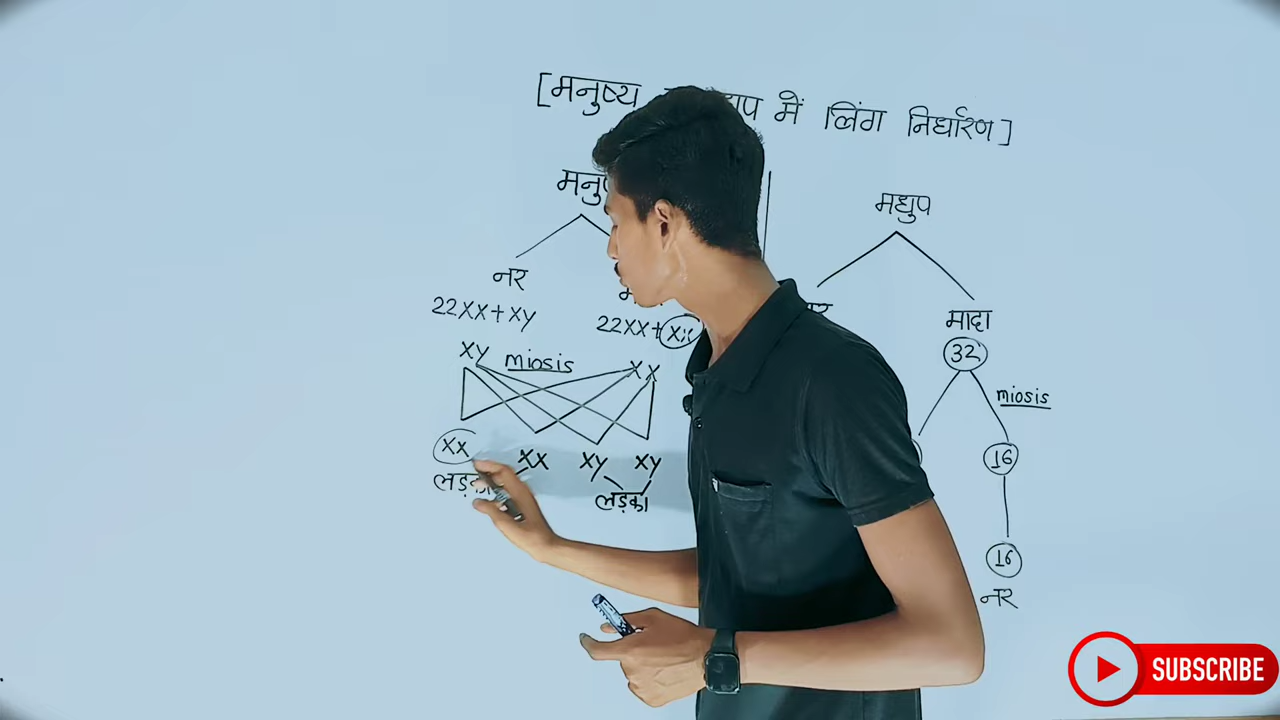 [मनुष्य में लिंग निर्धारण]
मधुप
नर
22XX+XY
22XX+
मादा
32
XY miosis
XX
miosis
XX
XX
XY
XY
16
लड़का
16
नर
SUBSCRIBE